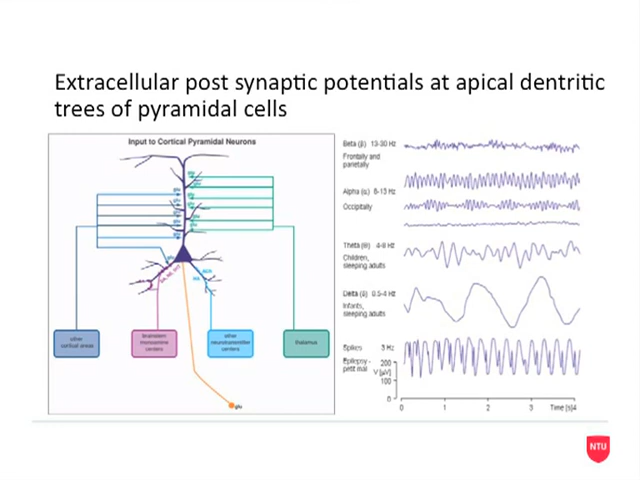 Extracellular post synaptic potentials at apical dentritic
trees of pyramidal cells
Input to Cortical Pyramidal Neurons
other
cortical areas
brainstem
monoamine
centers
other
neurotransmitter
centers
thalamus
glu
Beta (β) 13-30 Hz
Frontally and
parietally
Alpha (α) 8-13 Hz
Occipitally
Theta (Θ) 4-8 Hz
Children,
sleeping adults
Delta (δ) 0.5-4 Hz
Infants,
sleeping adults
Spikes 3 Hz
Epilepsy -
petit mal
V [µV]
200
100
0
0 1 2 3 Time [s] 4
NTU